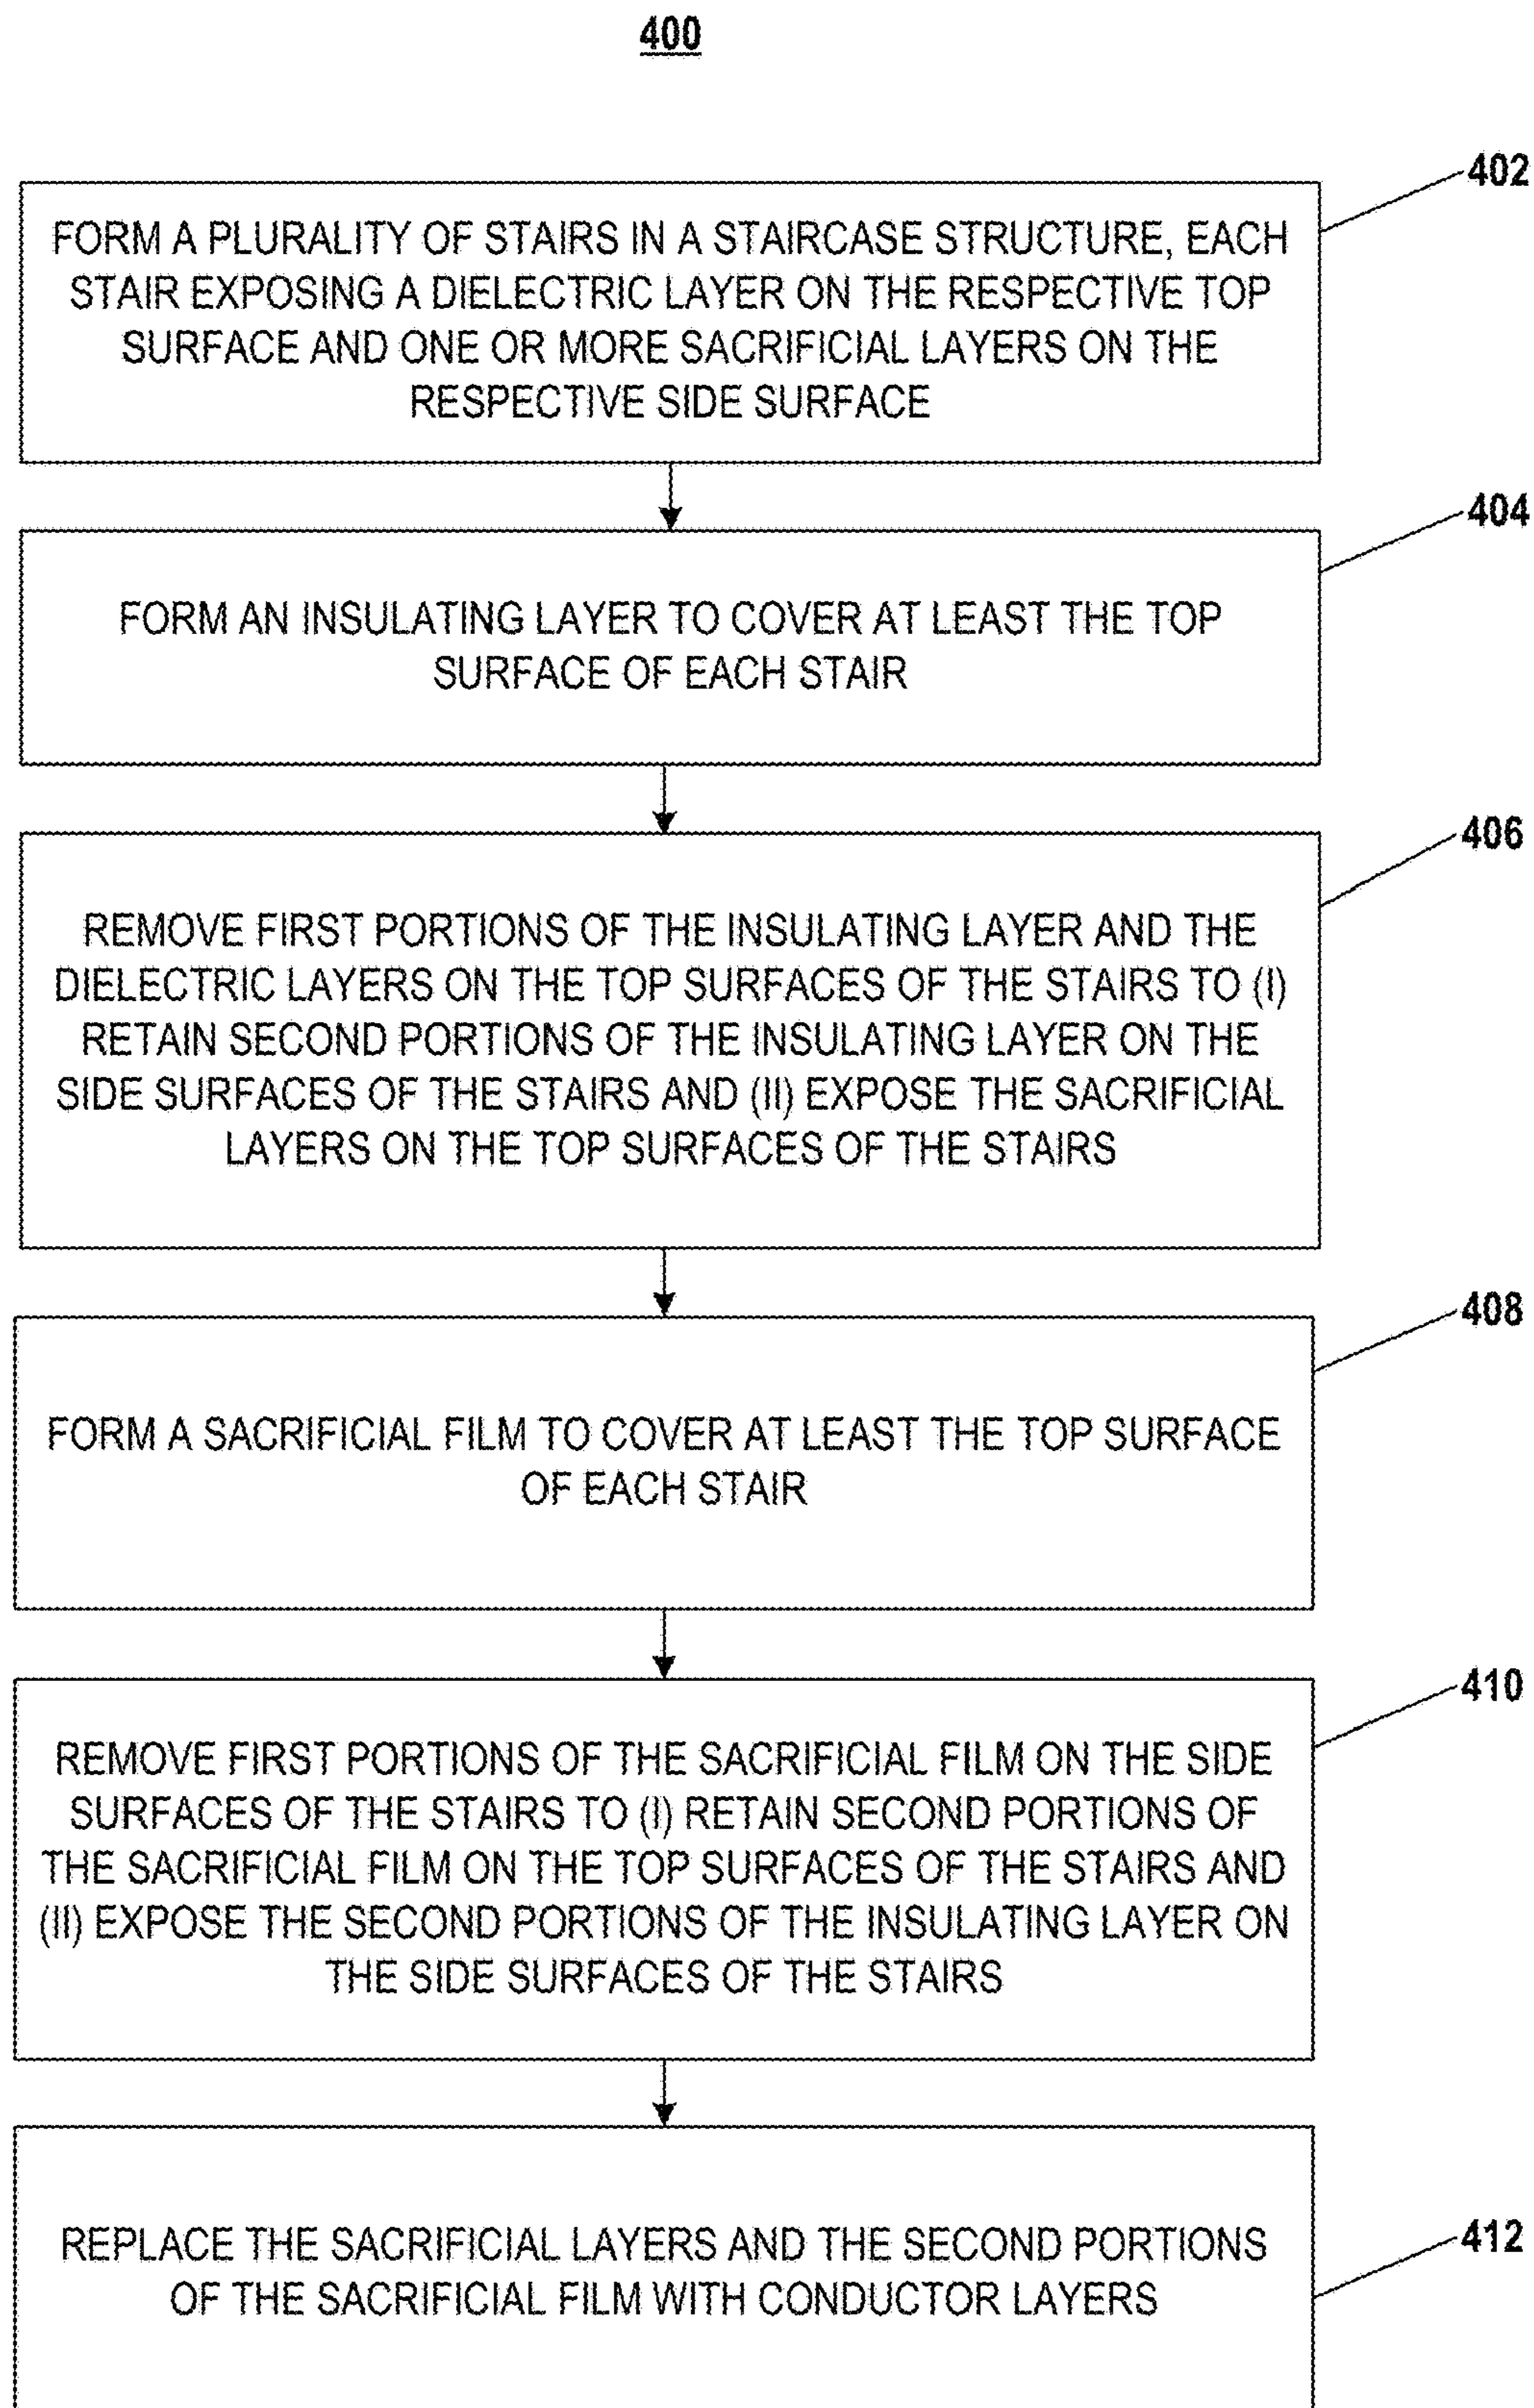 400
402
FORM A PLURALITY OF STAIRS IN A STAIRCASE STRUCTURE, EACH
STAIR EXPOSING A DIELECTRIC LAYER ON THE RESPECTIVE TOP
SURFACE AND ONE OR MORE SACRIFICIAL LAYERS ON THE
RESPECTIVE SIDE SURFACE
404
FORM AN INSULATING LAYER TO COVER AT LEAST THE TOP
SURFACE OF EACH STAIR
406
REMOVE FIRST PORTIONS OF THE INSULATING LAYER AND THE
DIELECTRIC LAYERS ON THE TOP SURFACES OF THE STAIRS TO (I)
RETAIN SECOND PORTIONS OF THE INSULATING LAYER ON THE
SIDE SURFACES OF THE STAIRS AND (II) EXPOSE THE SACRIFICIAL
LAYERS ON THE TOP SURFACES OF THE STAIRS
408
FORM A SACRIFICIAL FILM TO COVER AT LEAST THE TOP SURFACE
OF EACH STAIR
410
REMOVE FIRST PORTIONS OF THE SACRIFICIAL FILM ON THE SIDE
SURFACES OF THE STAIRS TO (I) RETAIN SECOND PORTIONS OF
THE SACRIFICIAL FILM ON THE TOP SURFACES OF THE STAIRS AND
(II) EXPOSE THE SECOND PORTIONS OF THE INSULATING LAYER ON
THE SIDE SURFACES OF THE STAIRS
412
REPLACE THE SACRIFICIAL LAYERS AND THE SECOND PORTIONS
OF THE SACRIFICIAL FILM WITH CONDUCTOR LAYERS